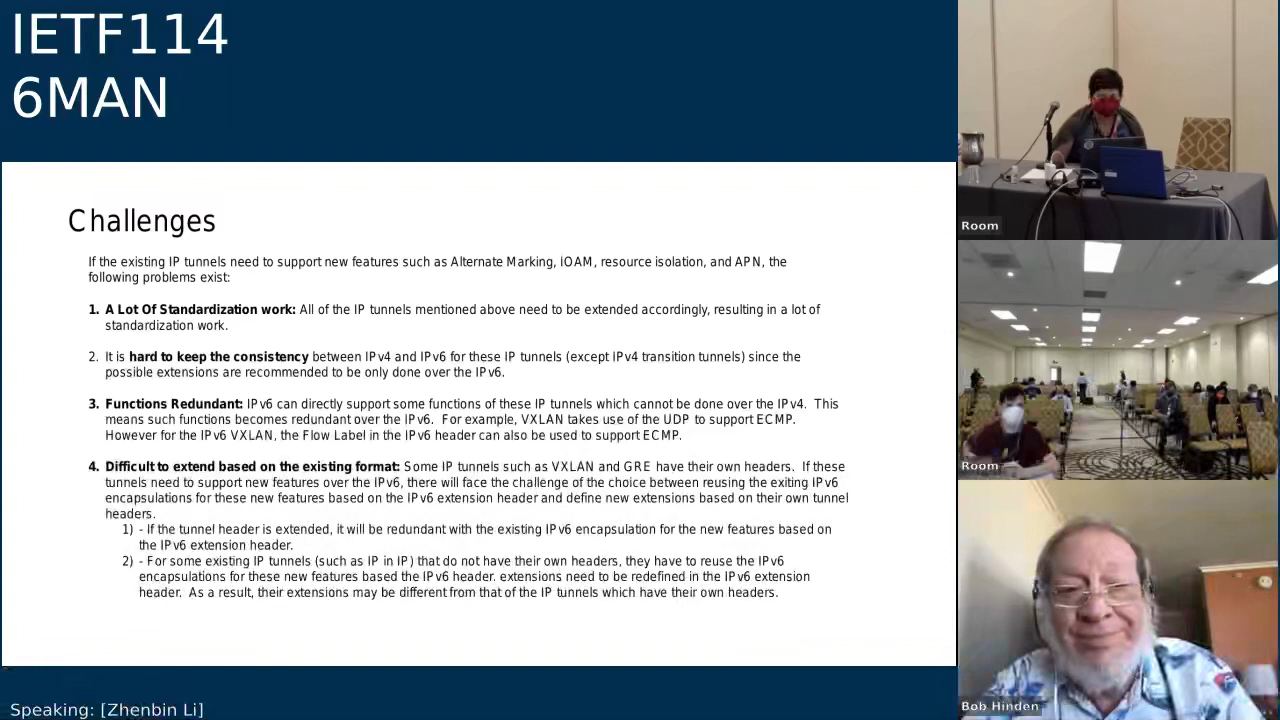 IETF114
6MAN
Challenges
If the existing IP tunnels need to support new features such as Alternate Marking, IOAM, resource isolation, and APN, the
following problems exist:
1. A Lot Of Standardization work: All of the IP tunnels mentioned above need to be extended accordingly, resulting in a lot of
standardization work.
2. It is hard to keep the consistency between IPv4 and IPv6 for these IP tunnels (except IPv4 transition tunnels) since the
possible extensions are recommended to be only done over the IPv6.
3. Functions Redundant: IPv6 can directly support some functions of these IP tunnels which cannot be done over the IPv4. This
means such functions becomes redundant over the IPv6. For example, VXLAN takes use of the UDP to support ECMP.
However for the IPv6 VXLAN, the Flow Label in the IPv6 header can also be used to support ECMP.
4. Difficult to extend based on the existing format: Some IP tunnels such as VXLAN and GRE have their own headers. If these
tunnels need to support new features over the IPv6, there will face the challenge of the choice between reusing the exiting IPv6
encapsulations for these new features based on the IPv6 extension header and define new extensions based on their own tunnel
headers.
1) - If the tunnel header is extended, it will be redundant with the existing IPv6 encapsulation for the new features based on
the IPv6 extension header.
2) - For some existing IP tunnels (such as IP in IP) that do not have their own headers, they have to reuse the IPv6
encapsulations for these new features based the IPv6 header. extensions need to be redefined in the IPv6 extension
header. As a result, their extensions may be different from that of the IP tunnels which have their own headers.
Speaking: [Zhenbin Li]
Room
Room
Bob Hinden